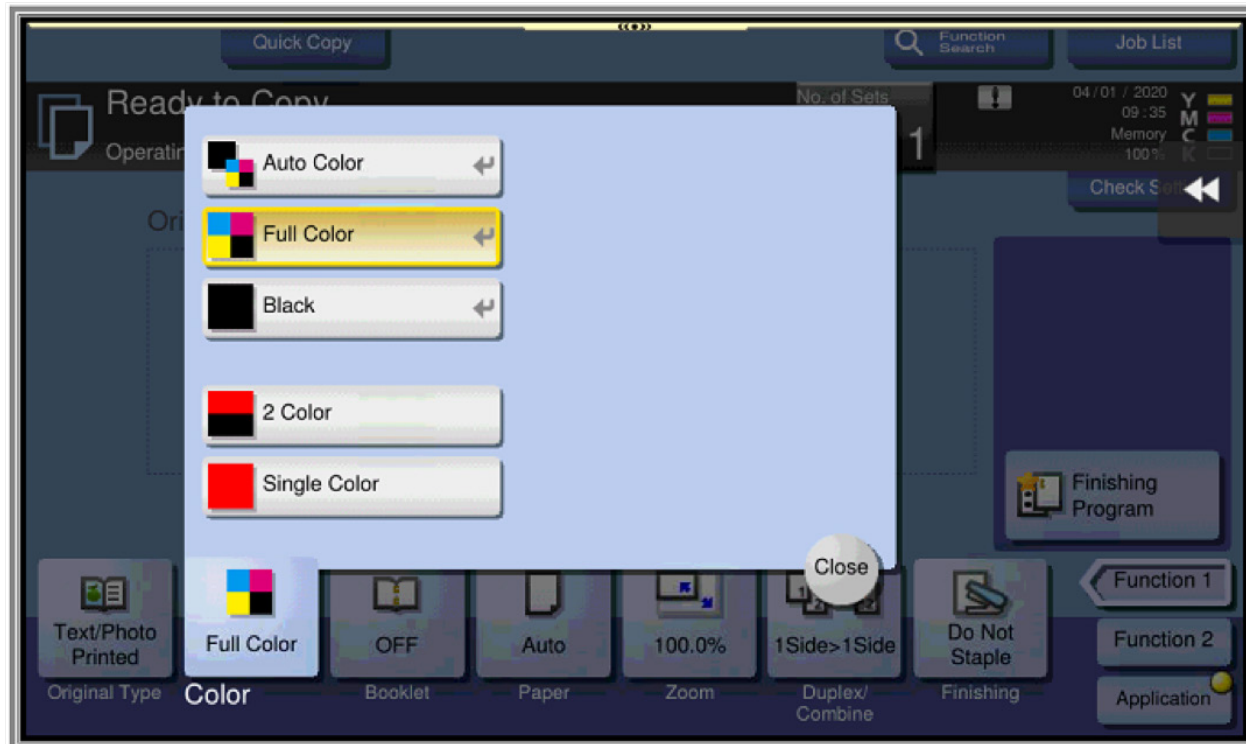 Quick Copy
Function
Search
Job List
Ready to Copy
No. of Sets
1
04 / 01 / 2020
09 : 35
Memory
100%
Y
M
C
K
Check
Auto Color
Full Color
Black
2 Color
Single Color
Close
Finishing
Program
Text/Photo
Printed
Full Color
OFF
Auto
100.0%
1Side>1Side
Do Not
Staple
Original Type
Color
Booklet
Paper
Zoom
Duplex/
Combine
Finishing
Function 1
Function 2
Application